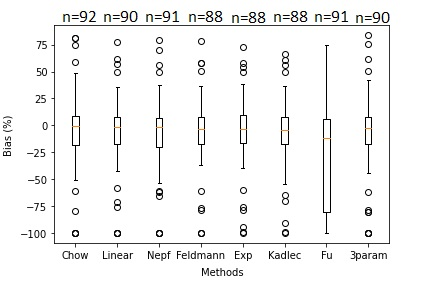 n=92 n=90 n=91 n=88 n=88 n=88 n=91 n=90
75
50
25
0
−25
−50
−75
−100
Bias (%)
Chow Linear Nepf Feldmann Exp Kadlec Fu 3param
Methods